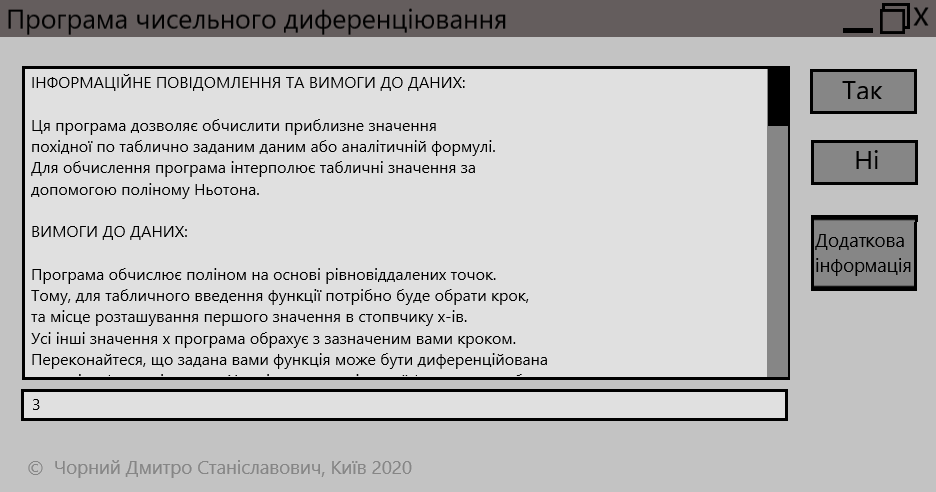 Програма чисельного диференціювання
X
ІНФОРМАЦІЙНЕ ПОВІДОМЛЕННЯ ТА ВИМОГИ ДО ДАНИХ:
Ця програма дозволяє обчислити приблизне значення
похідної по таблично заданим даним або аналітичній формулі.
Для обчислення програма інтерполює табличні значення за
допомогою поліному Ньотона.
ВИМОГИ ДО ДАНИХ:
Програма обчислює поліном на основі рівновіддалених точок.
Тому, для табличного введення функції потрібно буде обрати крок,
та місце розташування першого значення в стопвчику х-ів.
Усі інші значення х програма обрахує з зазначеним вами кроком.
Переконайтеся, що задана вами функція може бути диференційована
3
Так
Ні
Додаткова
інформація
© Чорний Дмитро Станіславович, Київ 2020